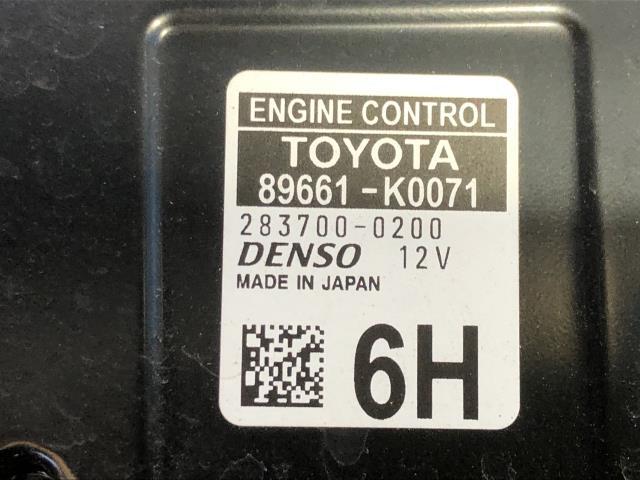 ENGINE CONTROL
TOYOTA
89661-K0071
283700-0200
DENSO 12V
MADE IN JAPAN
6H